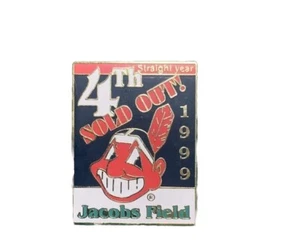 Straight year
4TH
SOLD OUT!
1999
®
Jacobs Field